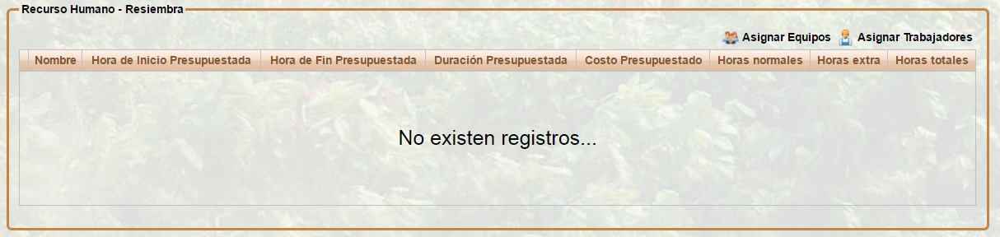 Recurso Humano - Resiembra
Asignar Equipos Asignar Trabajadores
Nombre Hora de Inicio Presupuestada Hora de Fin Presupuestada Duración Presupuestada Costo Presupuestado Horas normales Horas extra Horas totales
No existen registros...